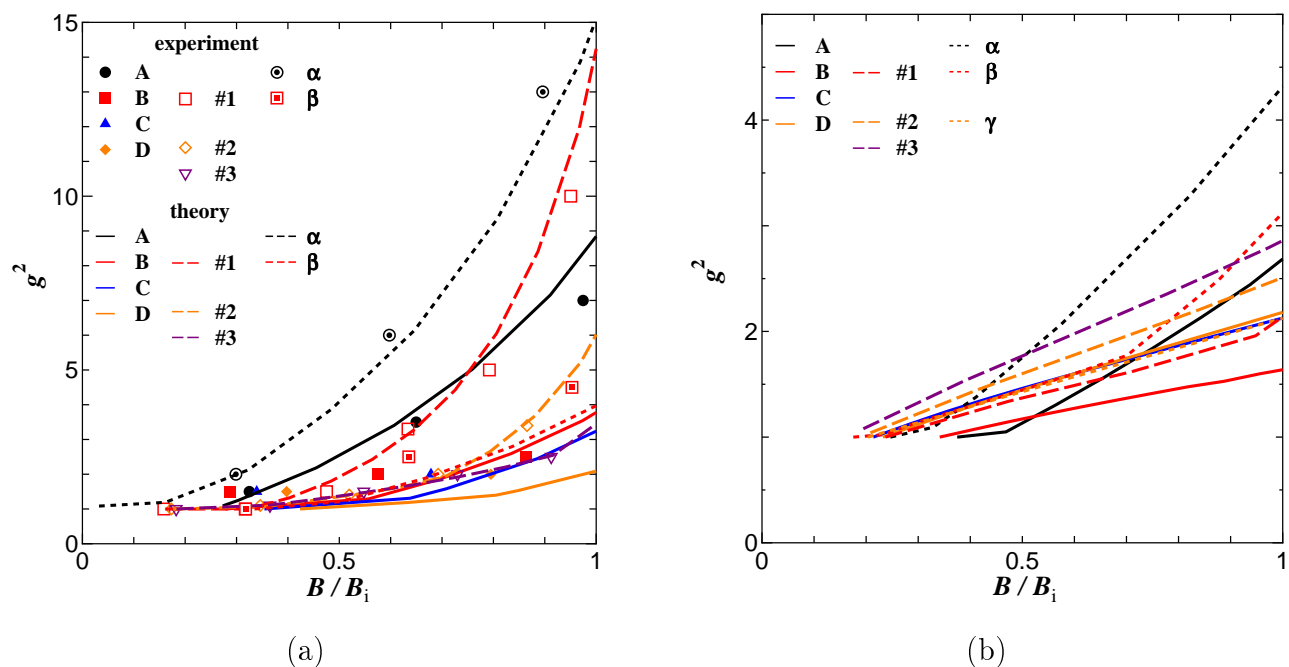 experiment
A α
B #1 β
C
D #2
#3
theory
A α
B #1 β
C
D #2
#3
15
10
5
0
g²
0 0.5 1
B / Bᵢ
(a)
A α
B #1 β
C
D #2 γ
#3
4
2
0
g²
0 0.5 1
B / Bᵢ
(b)